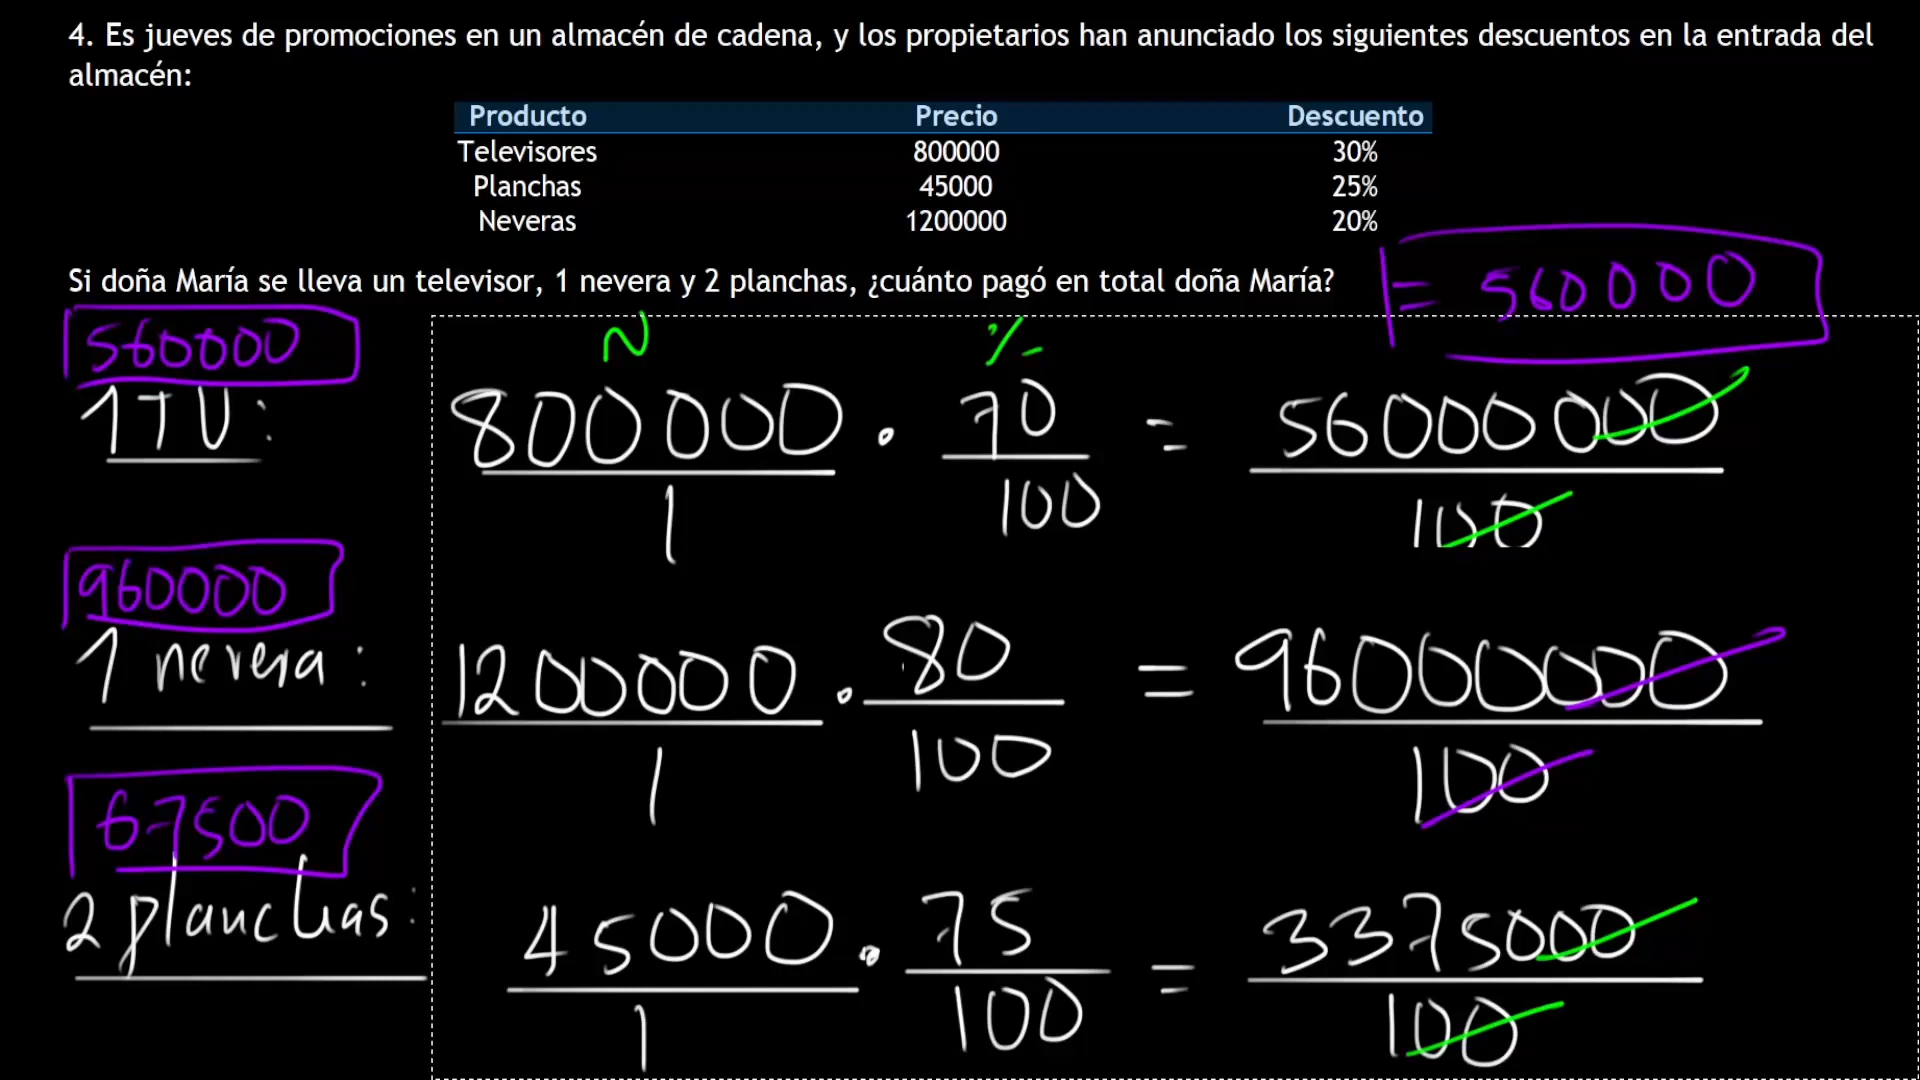 4. Es jueves de promociones en un almacén de cadena, y los propietarios han anunciado los siguientes descuentos en la entrada del
almacén:
Producto Precio Descuento
Televisores 800000 30%
Planchas 45000 25%
Neveras 1200000 20%
Si doña María se lleva un televisor, 1 nevera y 2 planchas, ¿cuánto pagó en total doña María?
= 560000
560000
N %
1 TV: 800000/1 · 70/100 = 56000000/100
960000
1 nevera: 1200000/1 · 80/100 = 96000000/100
67500
2 planchas: 45000/1 · 75/100 = 3375000/100